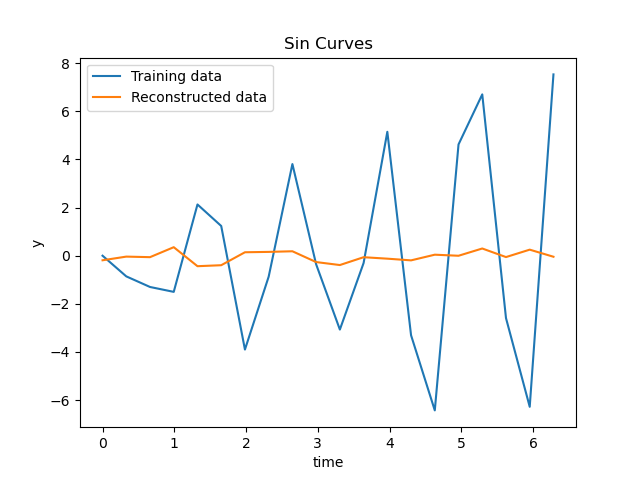 Sin Curves
Training data
Reconstructed data
8
6
4
2
0
−2
−4
−6
y
0 1 2 3 4 5 6
time